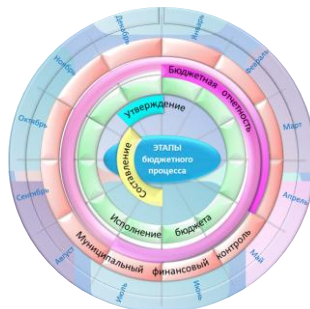 Январь
Февраль
Март
Апрель
Май
Июнь
Июль
Август
Сентябрь
Октябрь
Ноябрь
Декабрь
Бюджетная отчетность
Утверждение
ЭТАПЫ
бюджетного
процесса
Составление
Исполнение бюджета
Муниципальный финансовый контроль